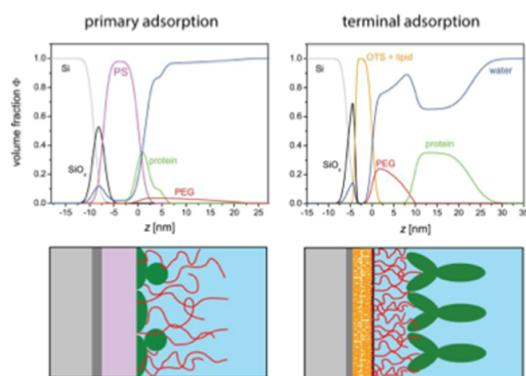 primary adsorption
terminal adsorption
volume fraction Φ
1.0
0.8
0.6
0.4
0.2
0.0
Si
PS
SiOx
protein
PEG
-15 -10 -5 0 5 10 15 20 25
z [nm]
1.0
0.8
0.6
0.4
0.2
0.0
Si
OTS + lipid
water
SiOx
PEG
protein
-15 -10 -5 0 5 10 15 20 25 30 35
z [nm]